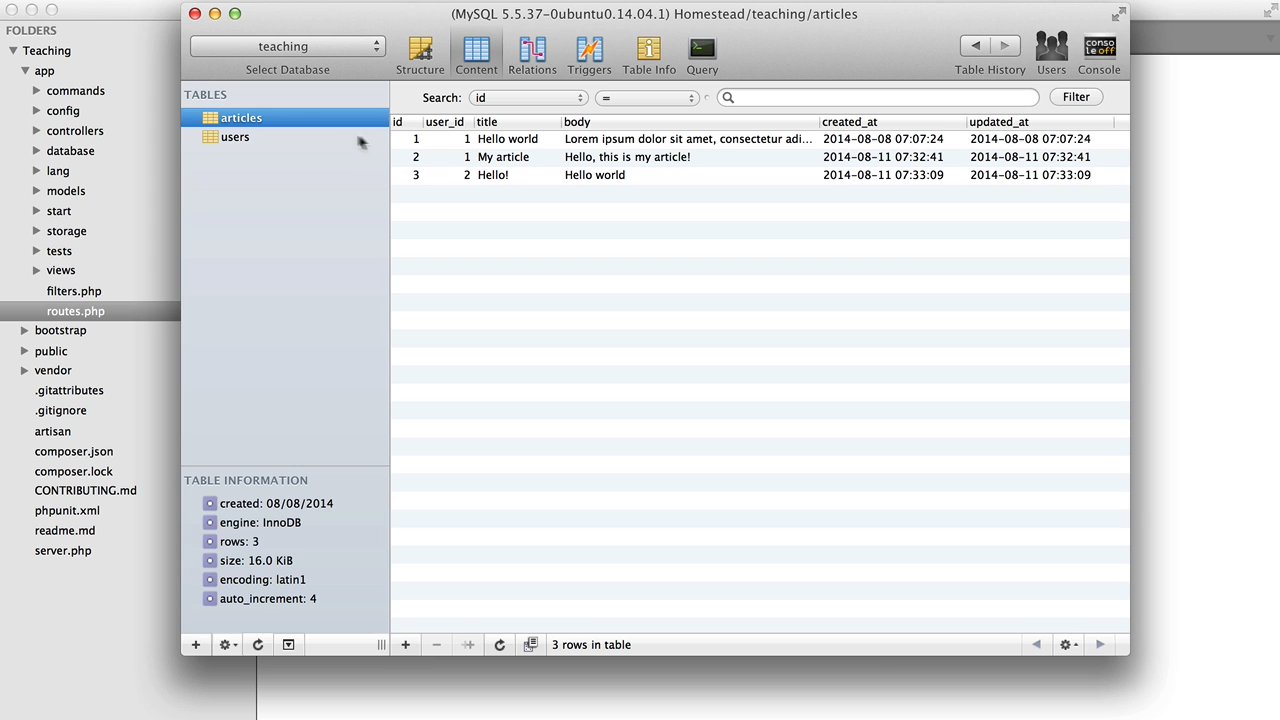 FOLDERS
Teaching
app
commands
config
controllers
database
lang
models
start
storage
tests
views
filters.php
routes.php
bootstrap
public
vendor
.gitattributes
.gitignore
artisan
composer.json
composer.lock
CONTRIBUTING.md
phpunit.xml
readme.md
server.php
(MySQL 5.5.37-0ubuntu0.14.04.1) Homestead/teaching/articles
teaching
Select Database
Structure Content Relations Triggers Table Info Query
Table History Users Console
conso
le off
TABLES
articles
users
Search: id = Filter
id user_id title body created_at updated_at
1 1 Hello world Lorem ipsum dolor sit amet, consectetur adi... 2014-08-08 07:07:24 2014-08-08 07:07:24
2 1 My article Hello, this is my article! 2014-08-11 07:32:41 2014-08-11 07:32:41
3 2 Hello! Hello world 2014-08-11 07:33:09 2014-08-11 07:33:09
TABLE INFORMATION
created: 08/08/2014
engine: InnoDB
rows: 3
size: 16.0 KiB
encoding: latin1
auto_increment: 4
3 rows in table